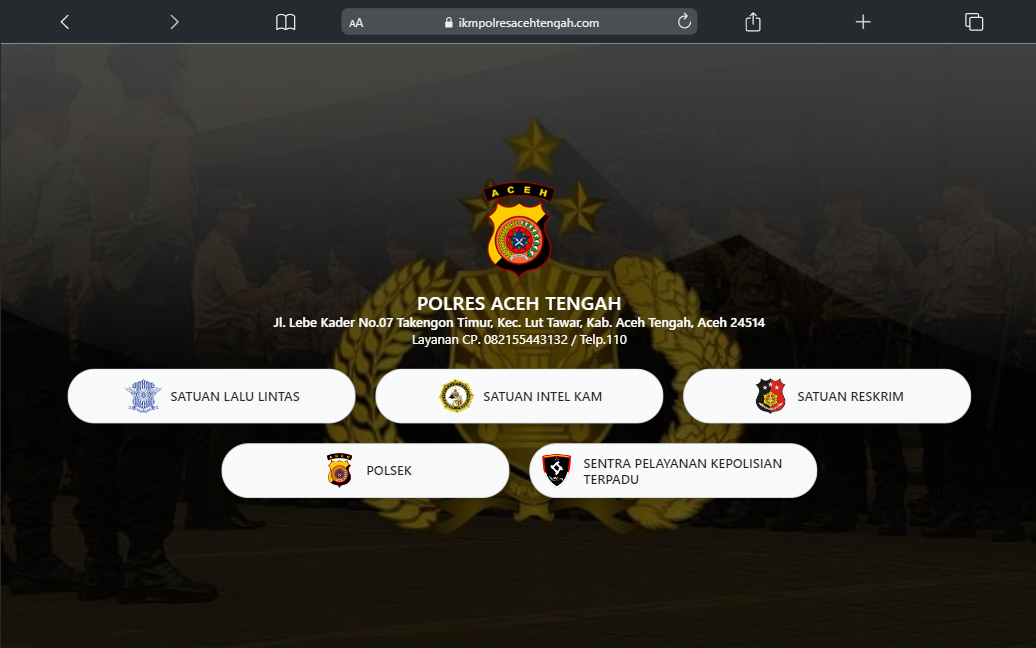 AA
ikmpolresacehtengah.com
ACEH
POLRES ACEH TENGAH
Jl. Lebe Kader No.07 Takengon Timur, Kec. Lut Tawar, Kab. Aceh Tengah, Aceh 24514
Layanan CP. 082155443132 / Telp.110
SATUAN LALU LINTAS
SATUAN INTEL KAM
SATUAN RESKRIM
POLSEK
SENTRA PELAYANAN KEPOLISIAN
TERPADU